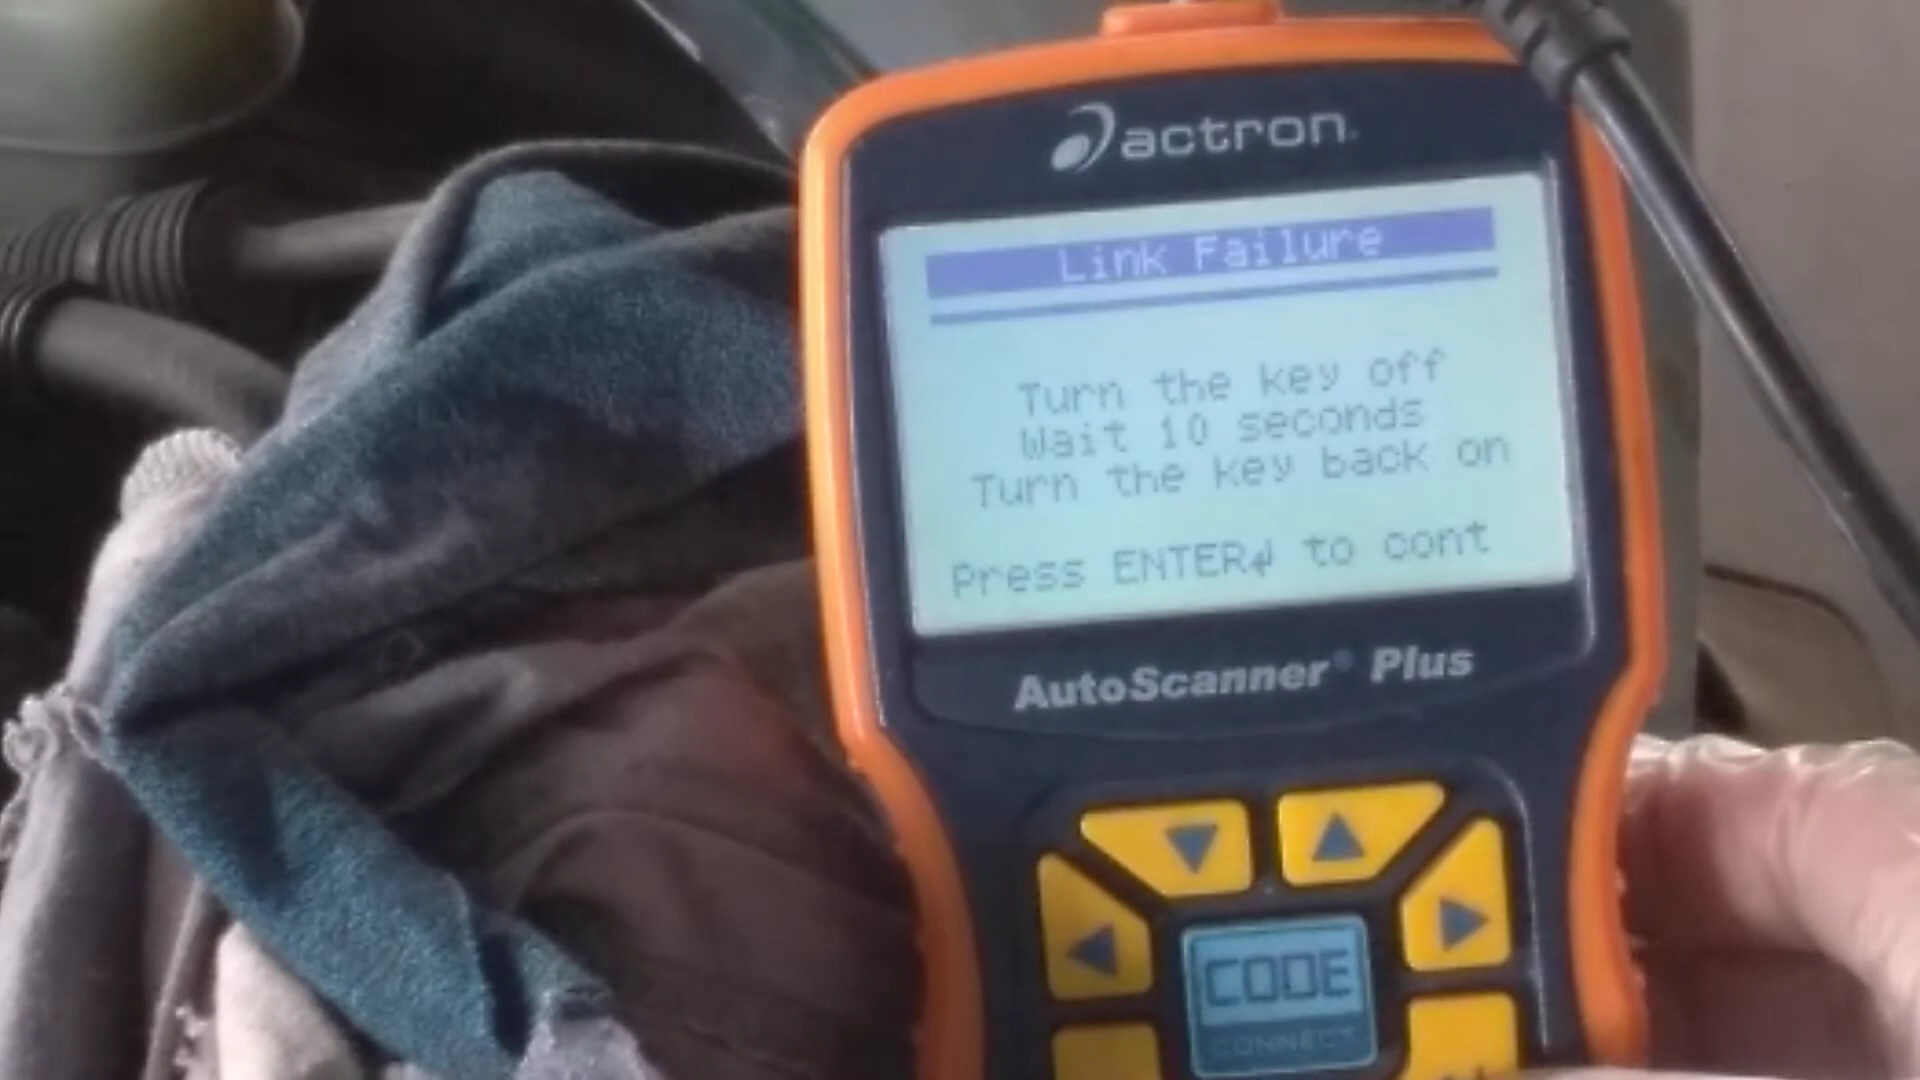 actron
Link Failure
Turn the key off
Wait 10 seconds
Turn the key back on
Press ENTER↲ to cont
AutoScanner® Plus
CODE
CONNECT